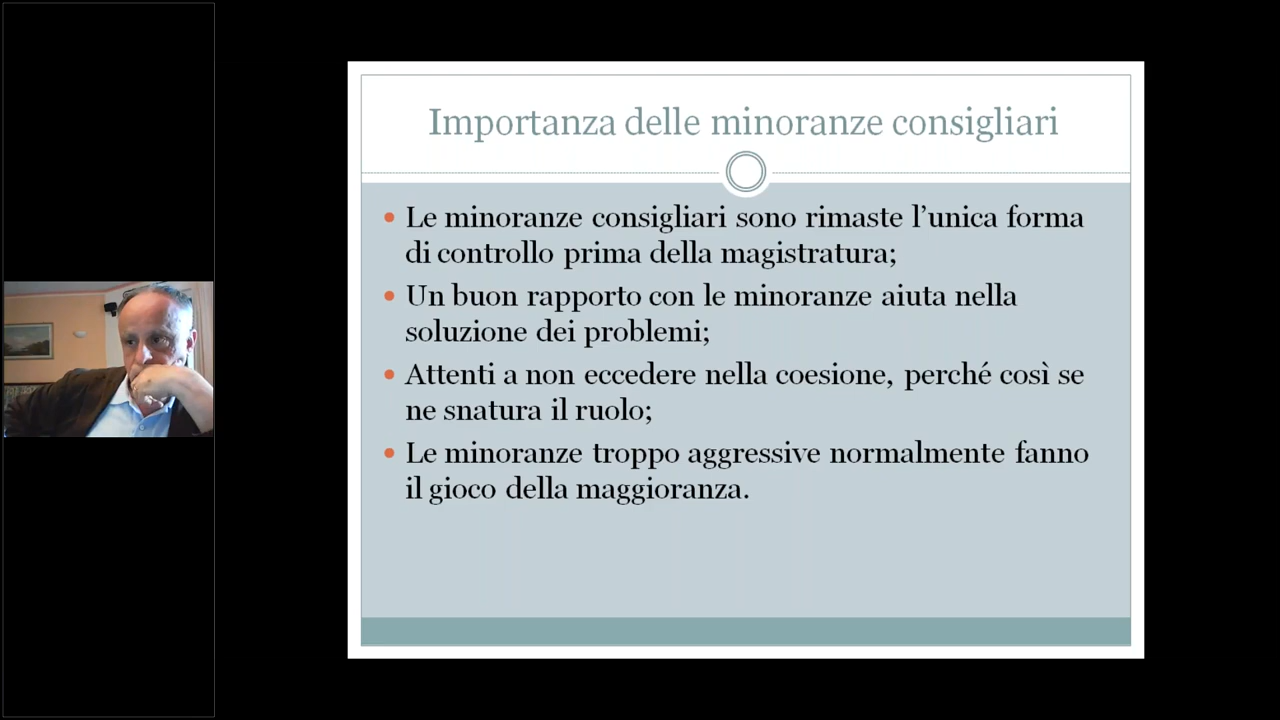 Importanza delle minoranze consigliari
Le minoranze consigliari sono rimaste l’unica forma
di controllo prima della magistratura;
Un buon rapporto con le minoranze aiuta nella
soluzione dei problemi;
Attenti a non eccedere nella coesione, perché così se
ne snatura il ruolo;
Le minoranze troppo aggressive normalmente fanno
il gioco della maggioranza.